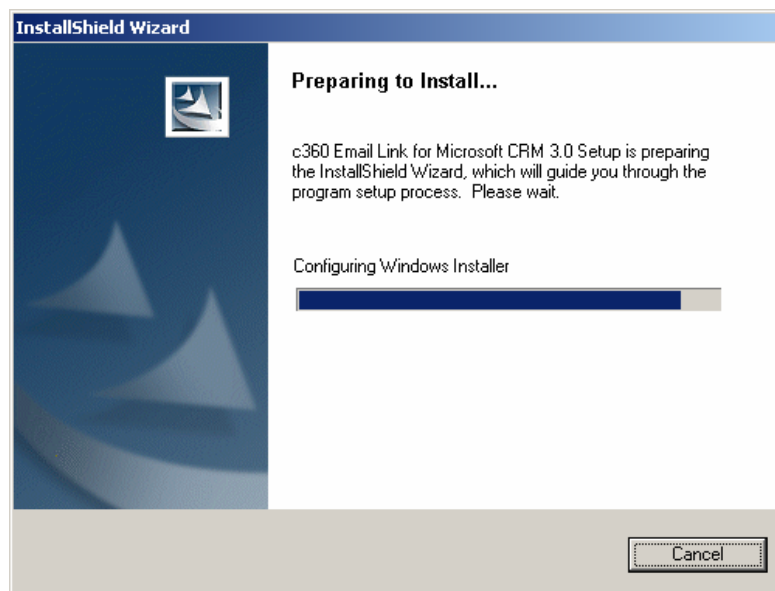 InstallShield Wizard
Preparing to Install...
c360 Email Link for Microsoft CRM 3.0 Setup is preparing
the InstallShield Wizard, which will guide you through the
program setup process.  Please wait.
Configuring Windows Installer
Cancel